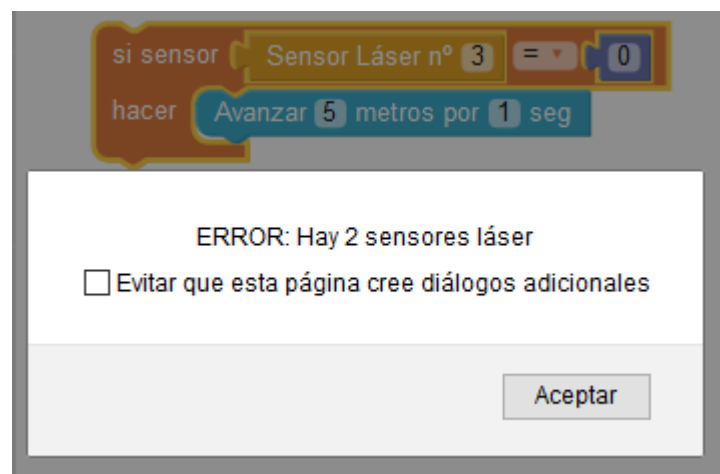 si sensor Sensor Láser nº 3 = 0
hacer Avanzar 5 metros por 1 seg
ERROR: Hay 2 sensores láser
Evitar que esta página cree diálogos adicionales
Aceptar